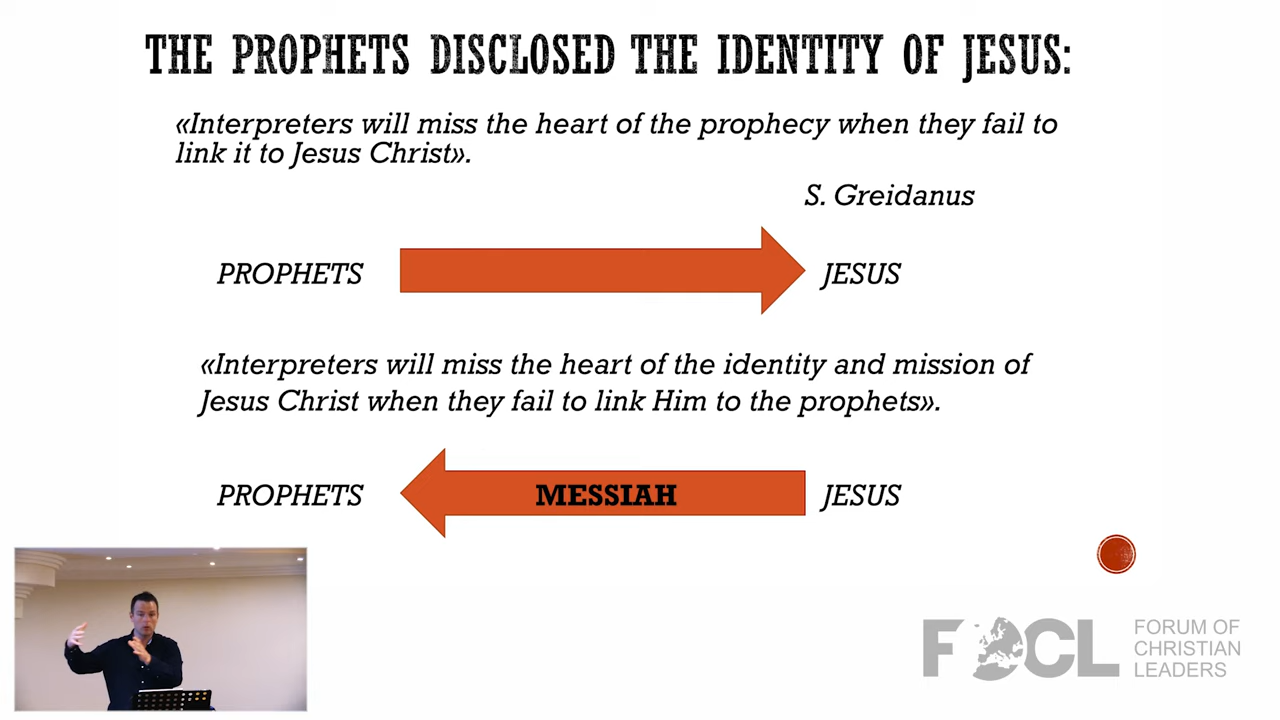 THE PROPHETS DISCLOSED THE IDENTITY OF JESUS:
«Interpreters will miss the heart of the prophecy when they fail to
link it to Jesus Christ».
S. Greidanus
PROPHETS
JESUS
«Interpreters will miss the heart of the identity and mission of
Jesus Christ when they fail to link Him to the prophets».
PROPHETS
MESSIAH
JESUS
FOCL
FORUM OF
CHRISTIAN
LEADERS